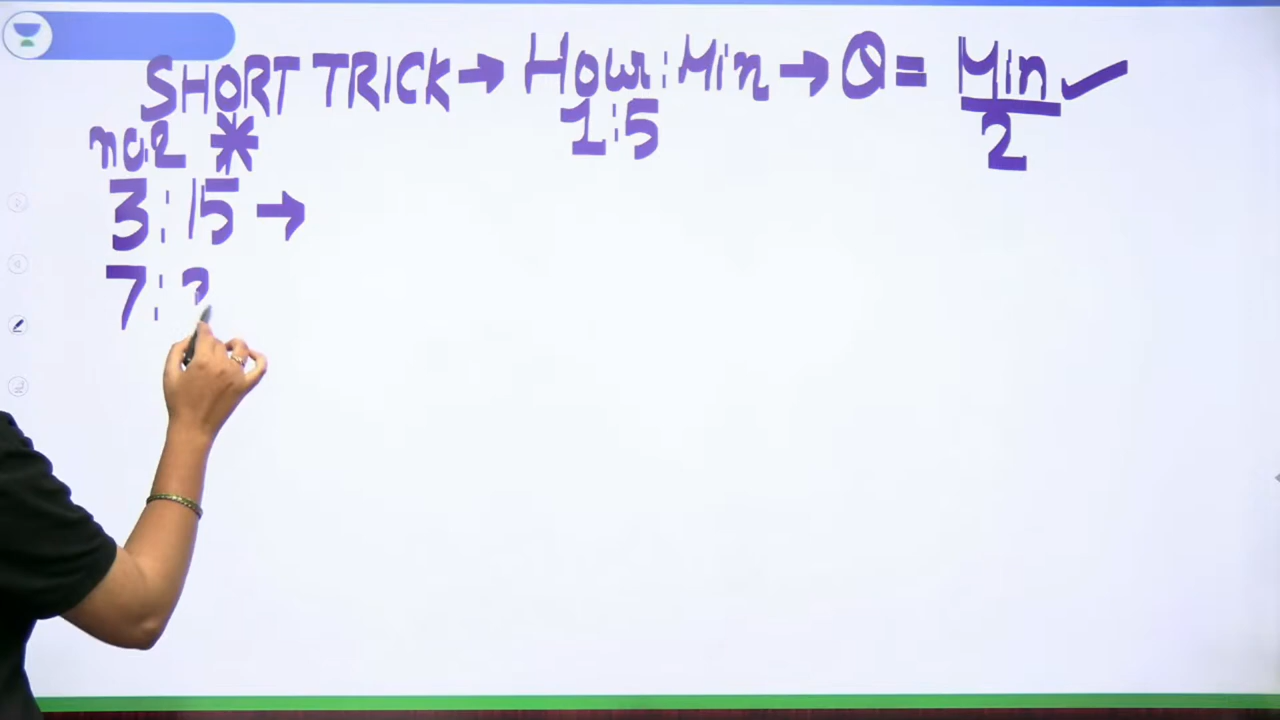 SHORT TRICK → Hour : Min → Q = Min/2 ✓
1:5
*
3:15 →
7: